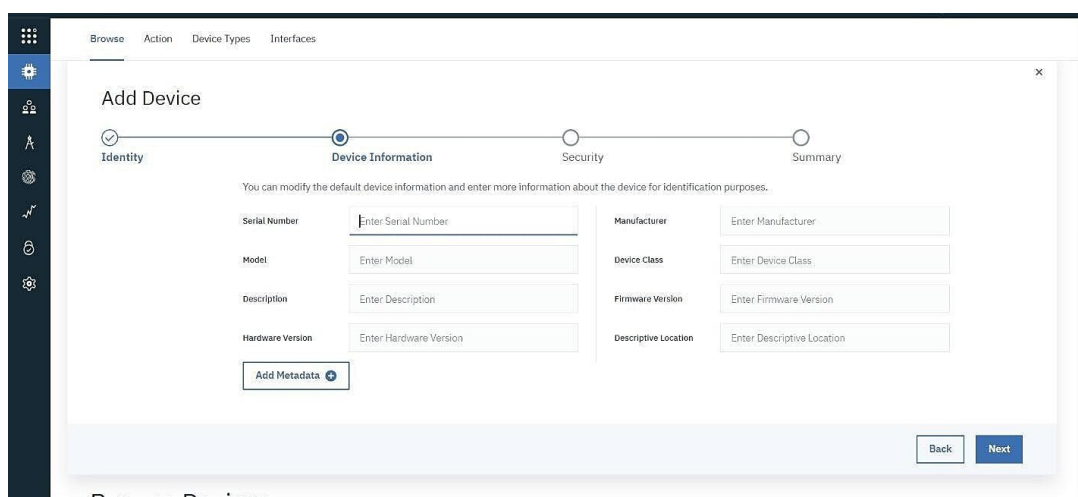 Browse Action Device Types Interfaces
Add Device
Identity Device Information Security Summary
You can modify the default device information and enter more information about the device for identification purposes.
Serial Number Enter Serial Number Manufacturer Enter Manufacturer
Model Enter Model Device Class Enter Device Class
Description Enter Description Firmware Version Enter Firmware Version
Hardware Version Enter Hardware Version Descriptive Location Enter Descriptive Location
Add Metadata
Back Next